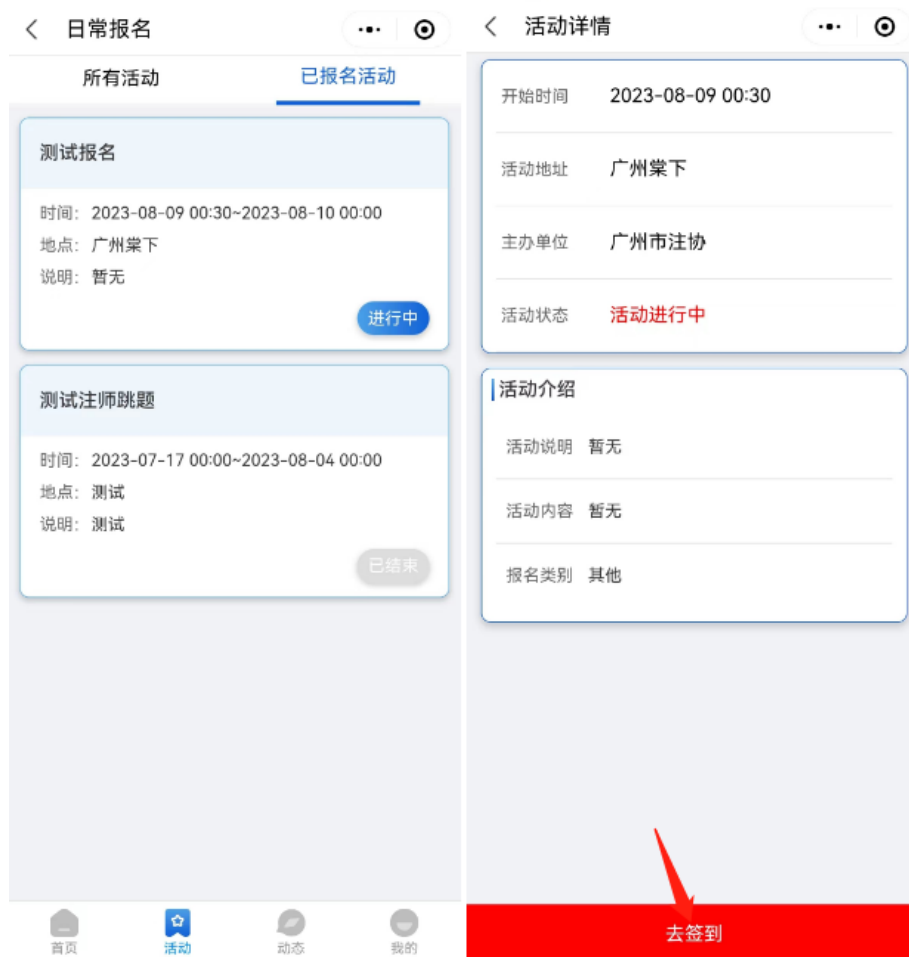 日常报名
所有活动 已报名活动
测试报名
时间: 2023-08-09 00:30~2023-08-10 00:00
地点: 广州棠下
说明: 暂无
进行中
测试注师跳题
时间: 2023-07-17 00:00~2023-08-04 00:00
地点: 测试
说明: 测试
已结束
首页 活动 动态 我的
活动详情
开始时间 2023-08-09 00:30
活动地址 广州棠下
主办单位 广州市注协
活动状态 活动进行中
活动介绍
活动说明 暂无
活动内容 暂无
报名类别 其他
去签到